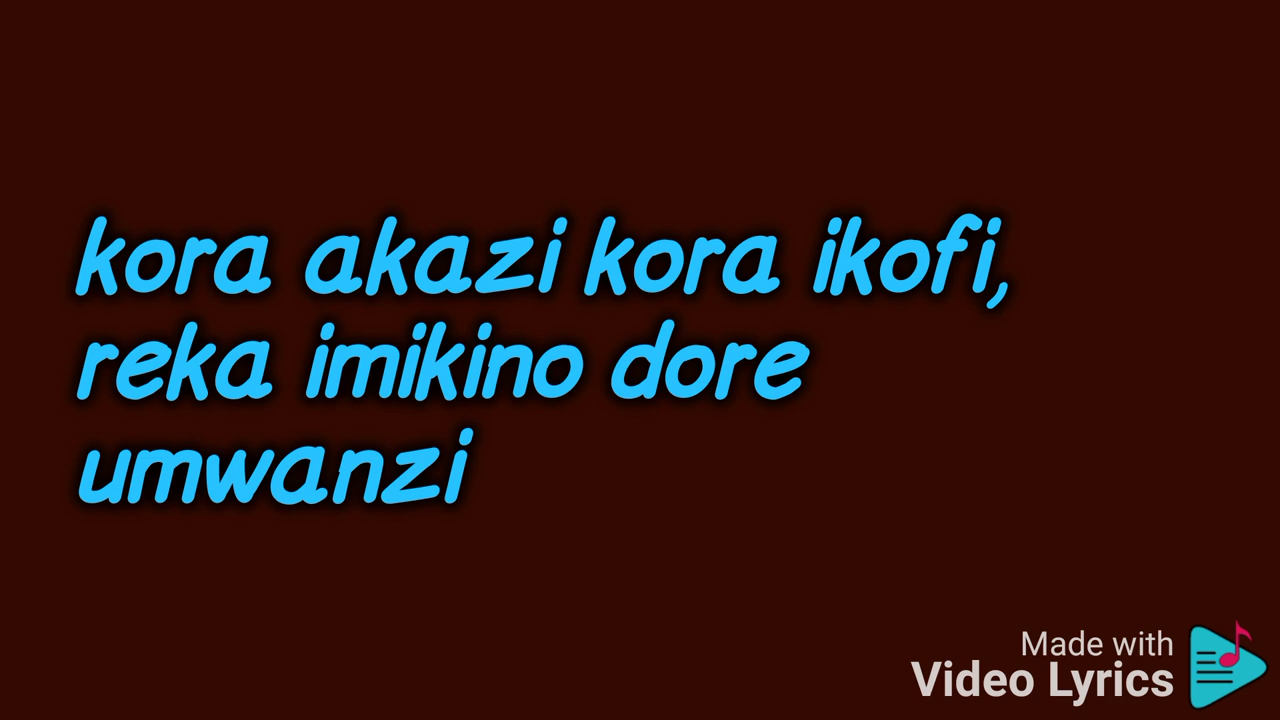 kora akazi kora ikofi,
reka imikino dore
umwanzi
Made with
Video Lyrics